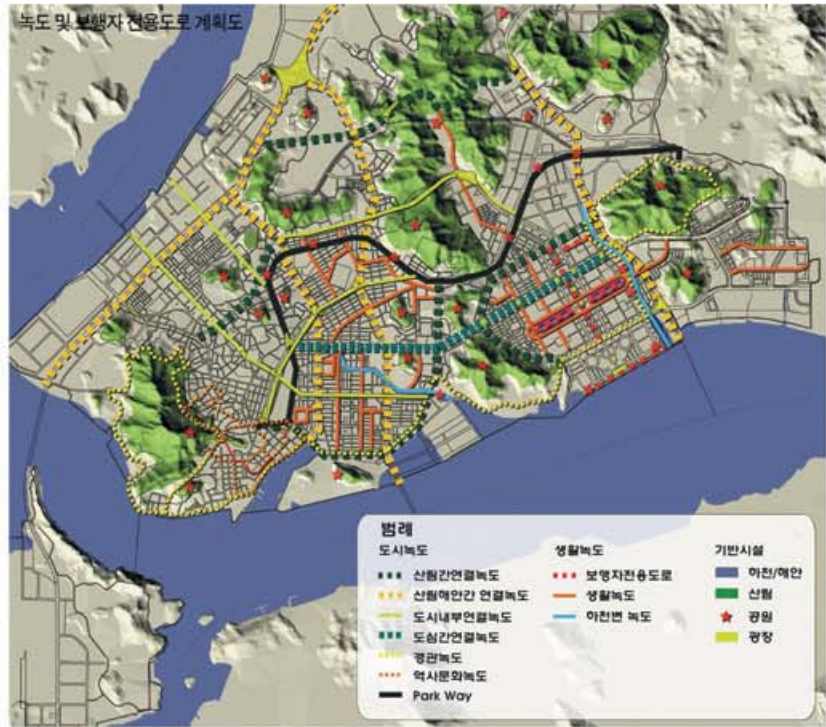 녹도 및 보행자 전용도로 계획도
범례
도시녹도
산림간연결녹도
산림해안간 연결녹도
도시내부연결녹도
도심간연결녹도
경관녹도
역사문화녹도
Park Way
생활녹도
보행자전용도로
생활녹도
하천변 녹도
기반시설
하천/해안
산림
공원
광장